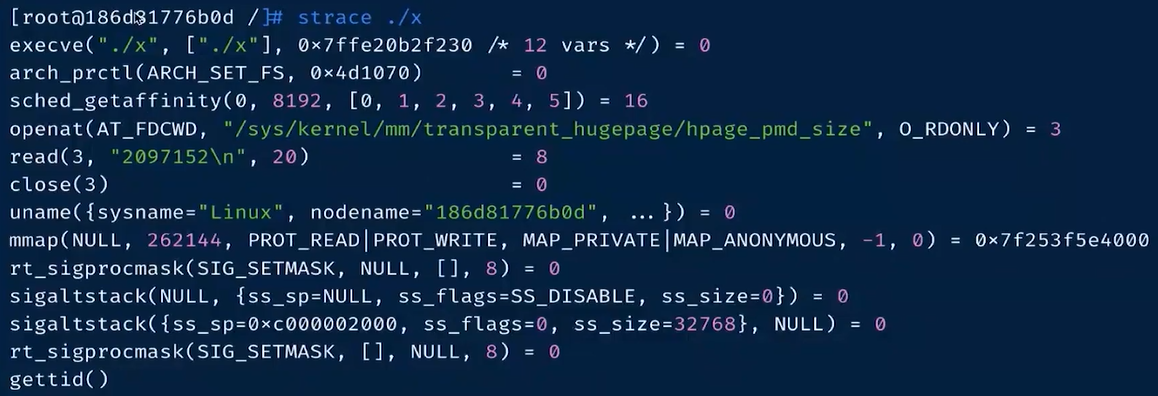 [root@186d81776b0d /]# strace ./x
execve("./x", ["./x"], 0x7ffe20b2f230 /* 12 vars */) = 0
arch_prctl(ARCH_SET_FS, 0x4d1070)       = 0
sched_getaffinity(0, 8192, [0, 1, 2, 3, 4, 5]) = 16
openat(AT_FDCWD, "/sys/kernel/mm/transparent_hugepage/hpage_pmd_size", O_RDONLY) = 3
read(3, "2097152\n", 20)                = 8
close(3)                                = 0
uname({sysname="Linux", nodename="186d81776b0d", ...}) = 0
mmap(NULL, 262144, PROT_READ|PROT_WRITE, MAP_PRIVATE|MAP_ANONYMOUS, -1, 0) = 0x7f253f5e4000
rt_sigprocmask(SIG_SETMASK, NULL, [], 8) = 0
sigaltstack(NULL, {ss_sp=NULL, ss_flags=SS_DISABLE, ss_size=0}) = 0
sigaltstack({ss_sp=0xc000002000, ss_flags=0, ss_size=32768}, NULL) = 0
rt_sigprocmask(SIG_SETMASK, [], NULL, 8) = 0
gettid()